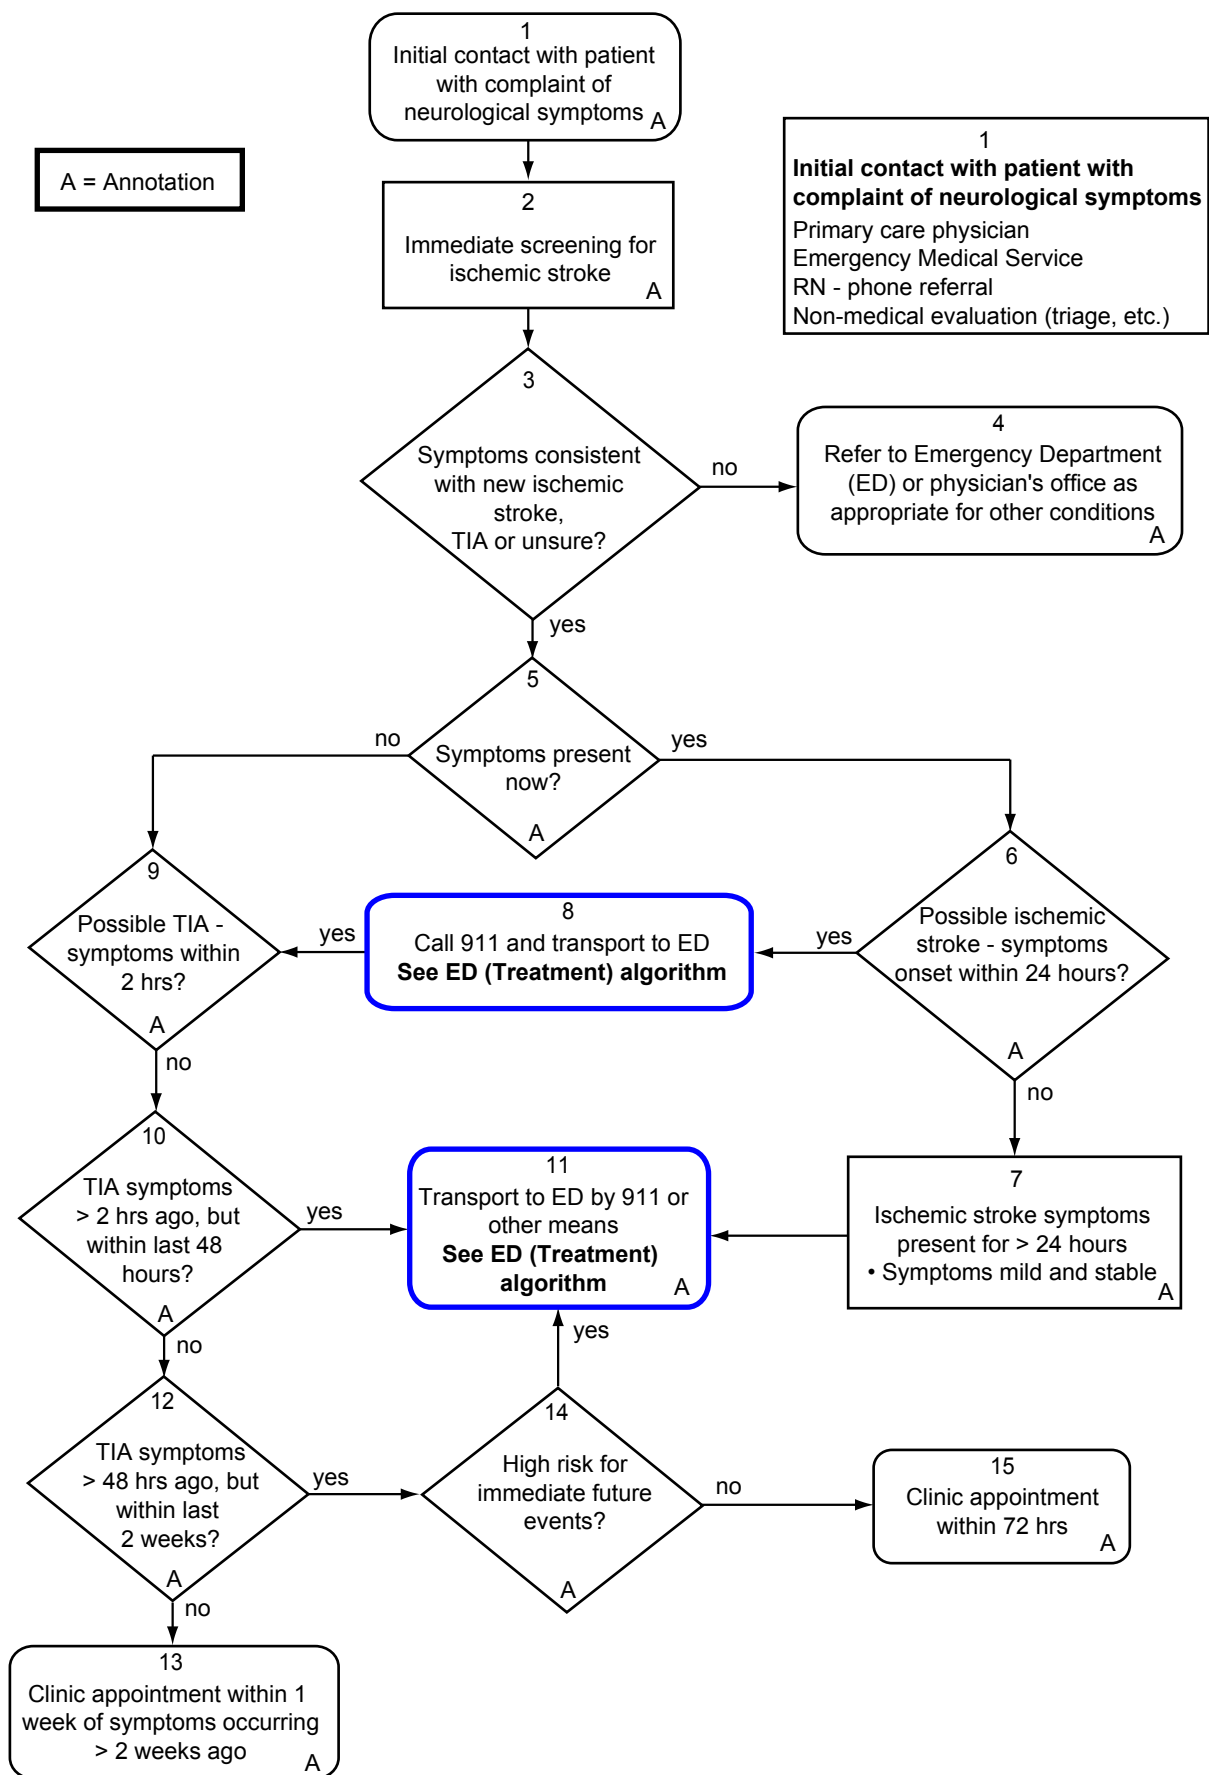 1
Initial contact with patient
with complaint of
neurological symptoms
A
A = Annotation
1
Initial contact with patient with
complaint of neurological symptoms
Primary care physician
Emergency Medical Service
RN - phone referral
Non-medical evaluation (triage, etc.)
2
Immediate screening for
ischemic stroke
A
3
Symptoms consistent
with new ischemic
stroke,
TIA or unsure?
no
4
Refer to Emergency Department
(ED) or physician's office as
appropriate for other conditions
A
yes
5
Symptoms present
now?
A
no
yes
6
Possible ischemic
stroke - symptoms
onset within 24 hours?
A
yes
no
8
Call 911 and transport to ED
See ED (Treatment) algorithm
yes
9
Possible TIA -
symptoms within
2 hrs?
A
no
7
Ischemic stroke symptoms
present for > 24 hours
• Symptoms mild and stable
A
10
TIA symptoms
> 2 hrs ago, but
within last 48
hours?
A
yes
no
11
Transport to ED by 911 or
other means
See ED (Treatment)
algorithm
A
yes
12
TIA symptoms
> 48 hrs ago, but
within last
2 weeks?
A
yes
no
14
High risk for
immediate future
events?
A
no
15
Clinic appointment
within 72 hrs
A
13
Clinic appointment within 1
week of symptoms occurring
> 2 weeks ago
A